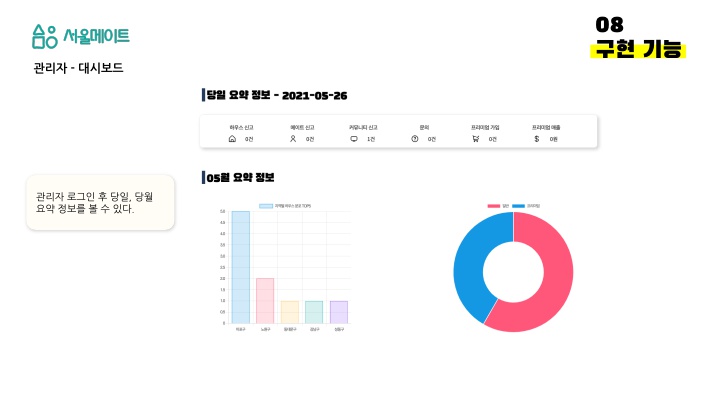 서울메이트
08
구현 기능
관리자 - 대시보드
당일 요약 정보 - 2021-05-26
하우스 신고 메이트 신고 커뮤니티 신고 문의 프리미엄 가입 프리미엄 매출
0건 0건 1건 0건 0건 0원
05월 요약 정보
관리자 로그인 후 당일, 당월
요약 정보를 볼 수 있다.
지역별 하우스 분포 TOP5
일반 프리미엄
5.0
4.5
4.0
3.5
3.0
2.5
2.0
1.5
1.0
0.5
0
마포구 노원구 동대문구 강남구 성동구